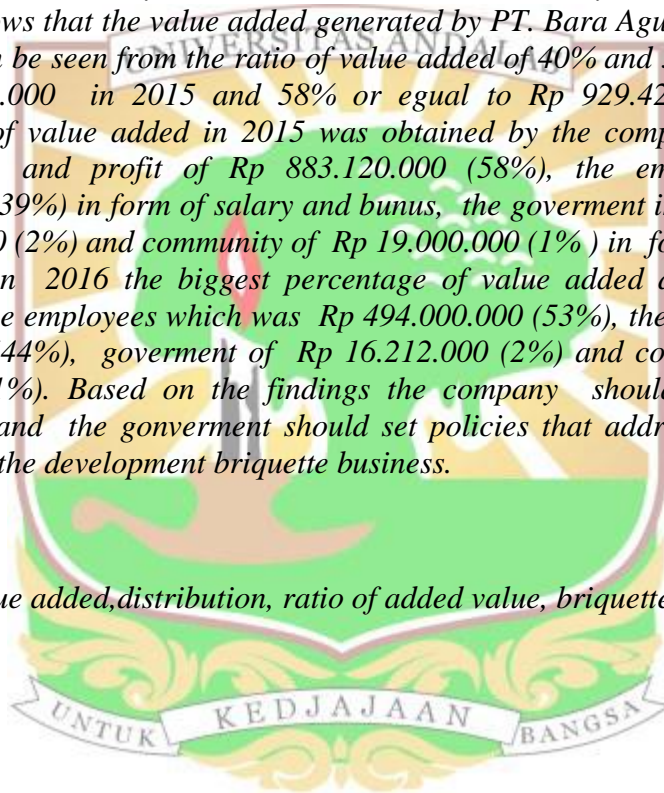 ows that the value added generated by PT. Bara Agu
n be seen from the ratio of value added of 40% and
.000 in 2015 and 58% or egual to Rp 929.42
of value added in 2015 was obtained by the comp
and profit of Rp 883.120.000 (58%), the em
39%) in form of salary and bunus, the goverment i
0 (2%) and community of Rp 19.000.000 (1% ) in fo
n 2016 the biggest percentage of value added
e employees which was Rp 494.000.000 (53%), the
44%), goverment of Rp 16.212.000 (2%) and co
1%). Based on the findings the company shoul
and the gonverment should set policies that addr
the development briquette business.
ue added,distribution, ratio of added value, briquette
UNIVERSITAS ANDALAS
UNTUK KEDJAJAAN BANGSA